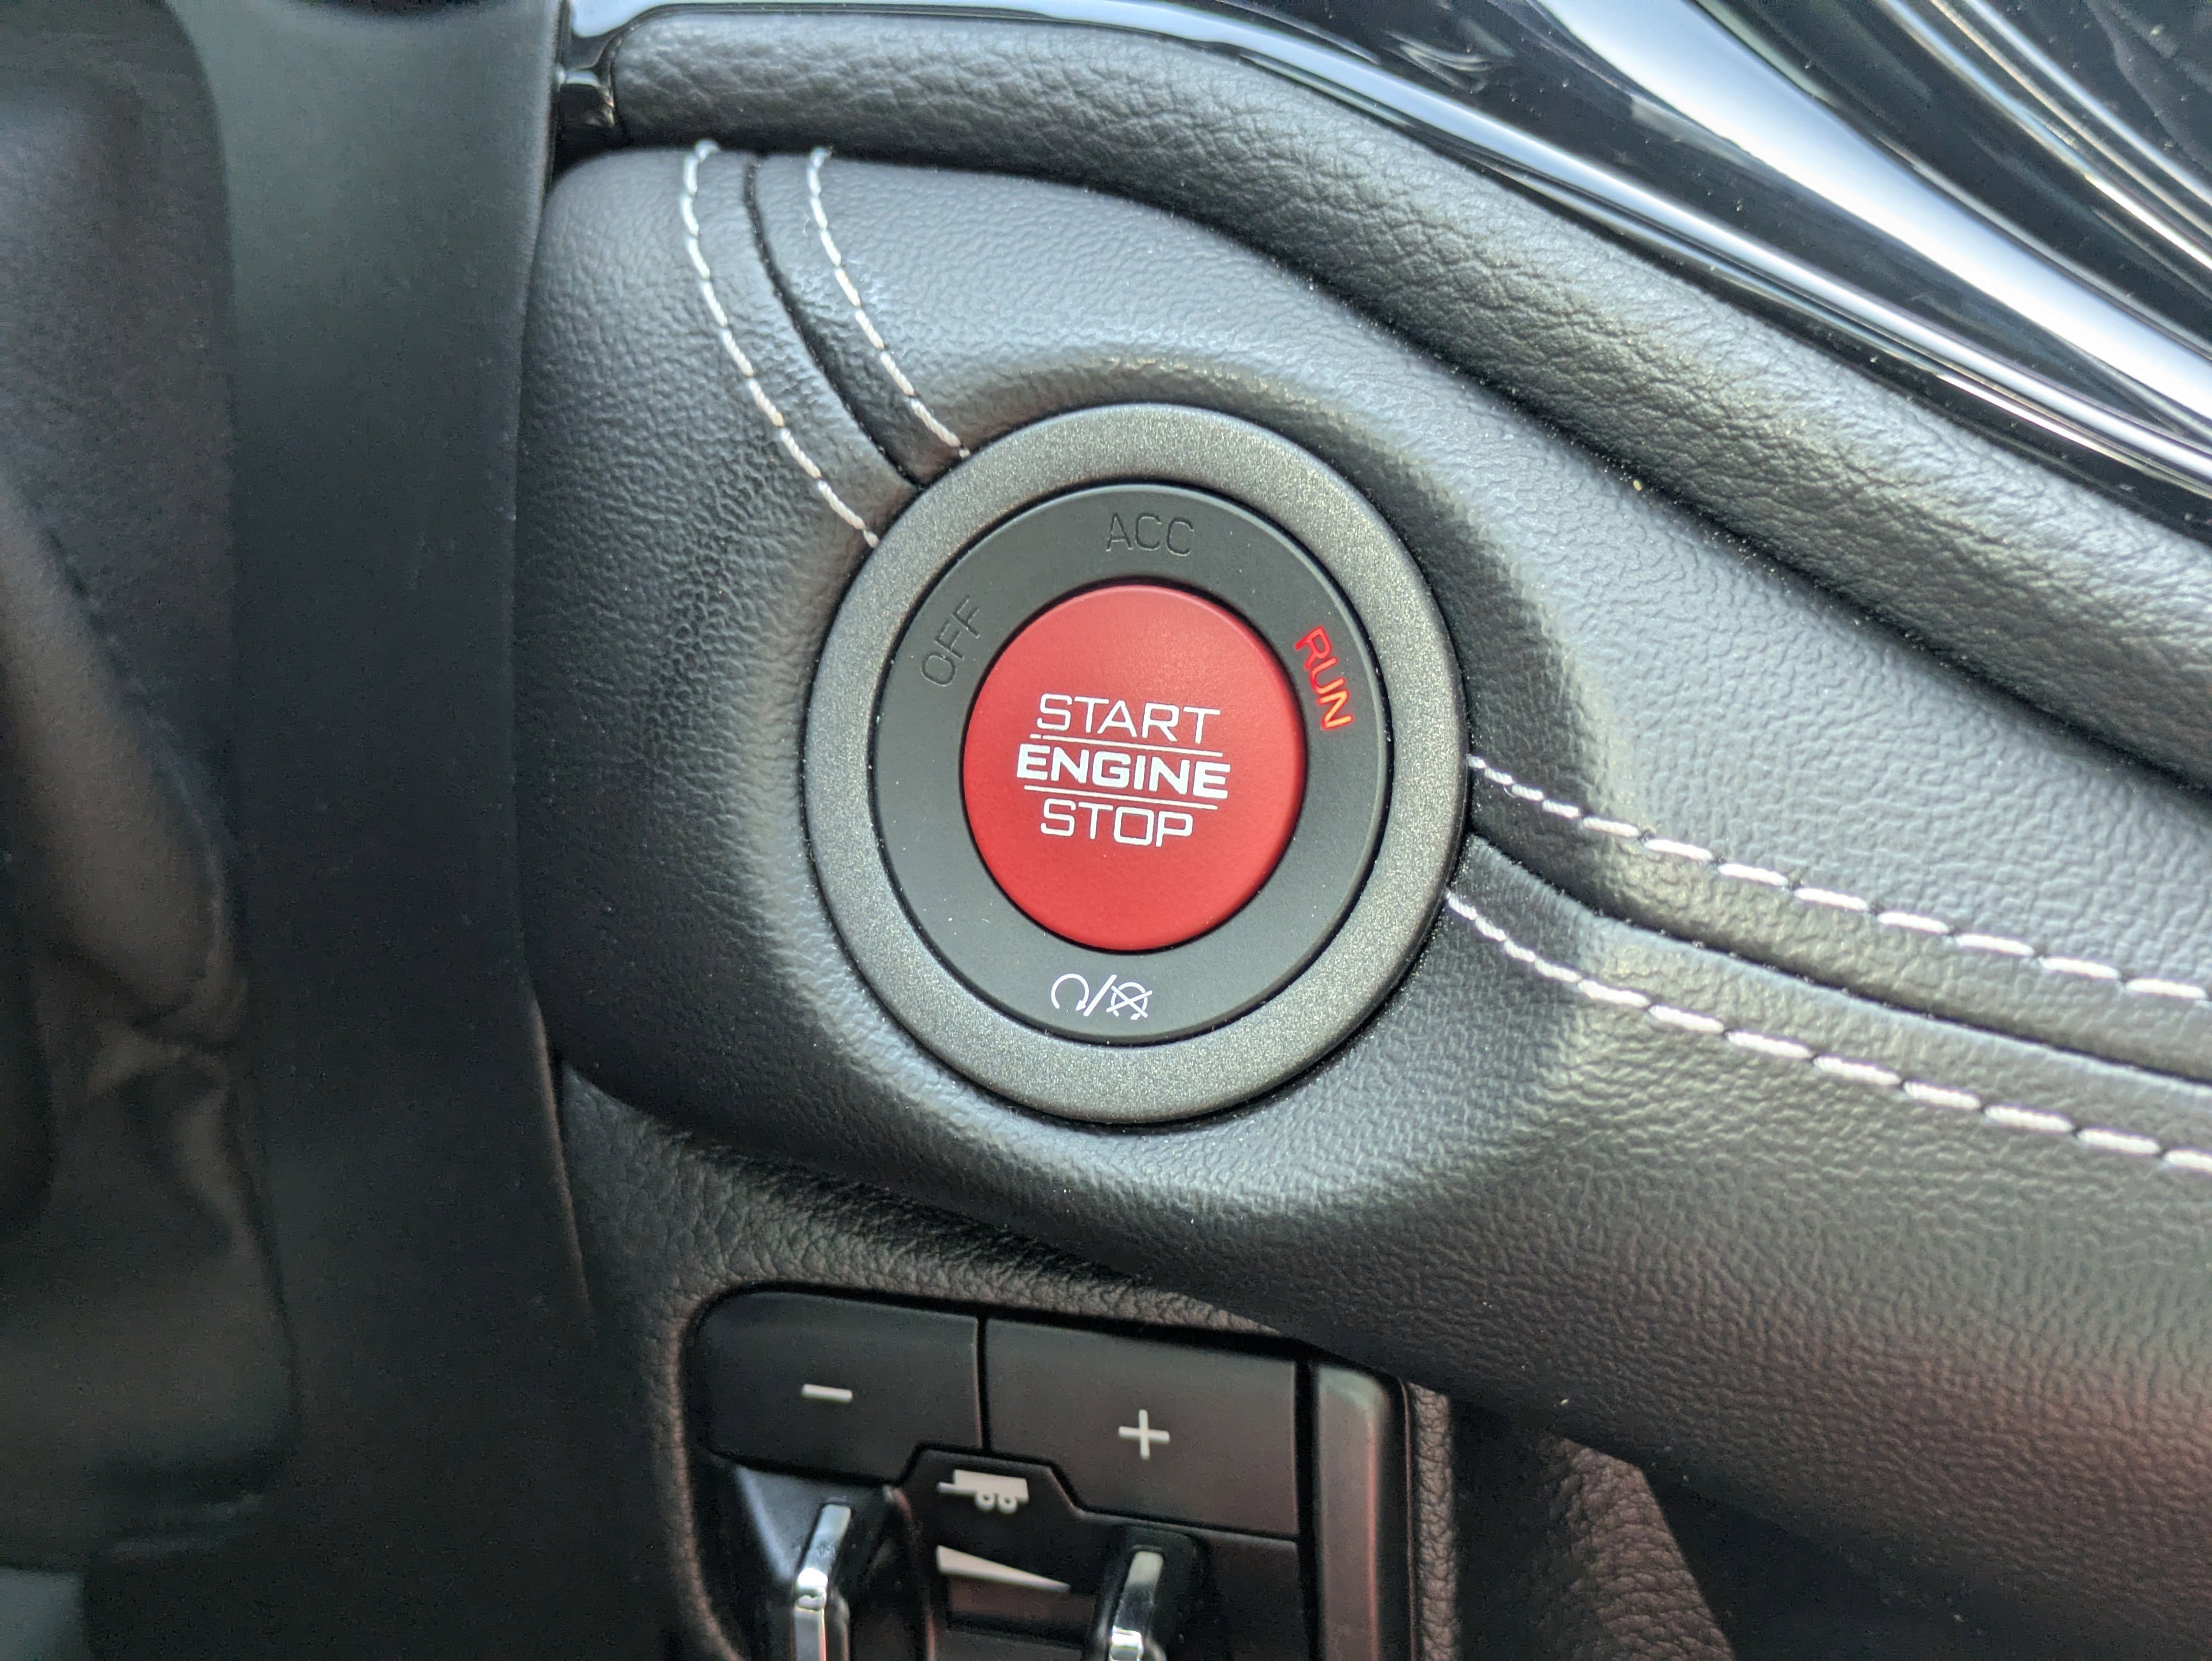 ACC
OFF
RUN
START
ENGINE
STOP
- +